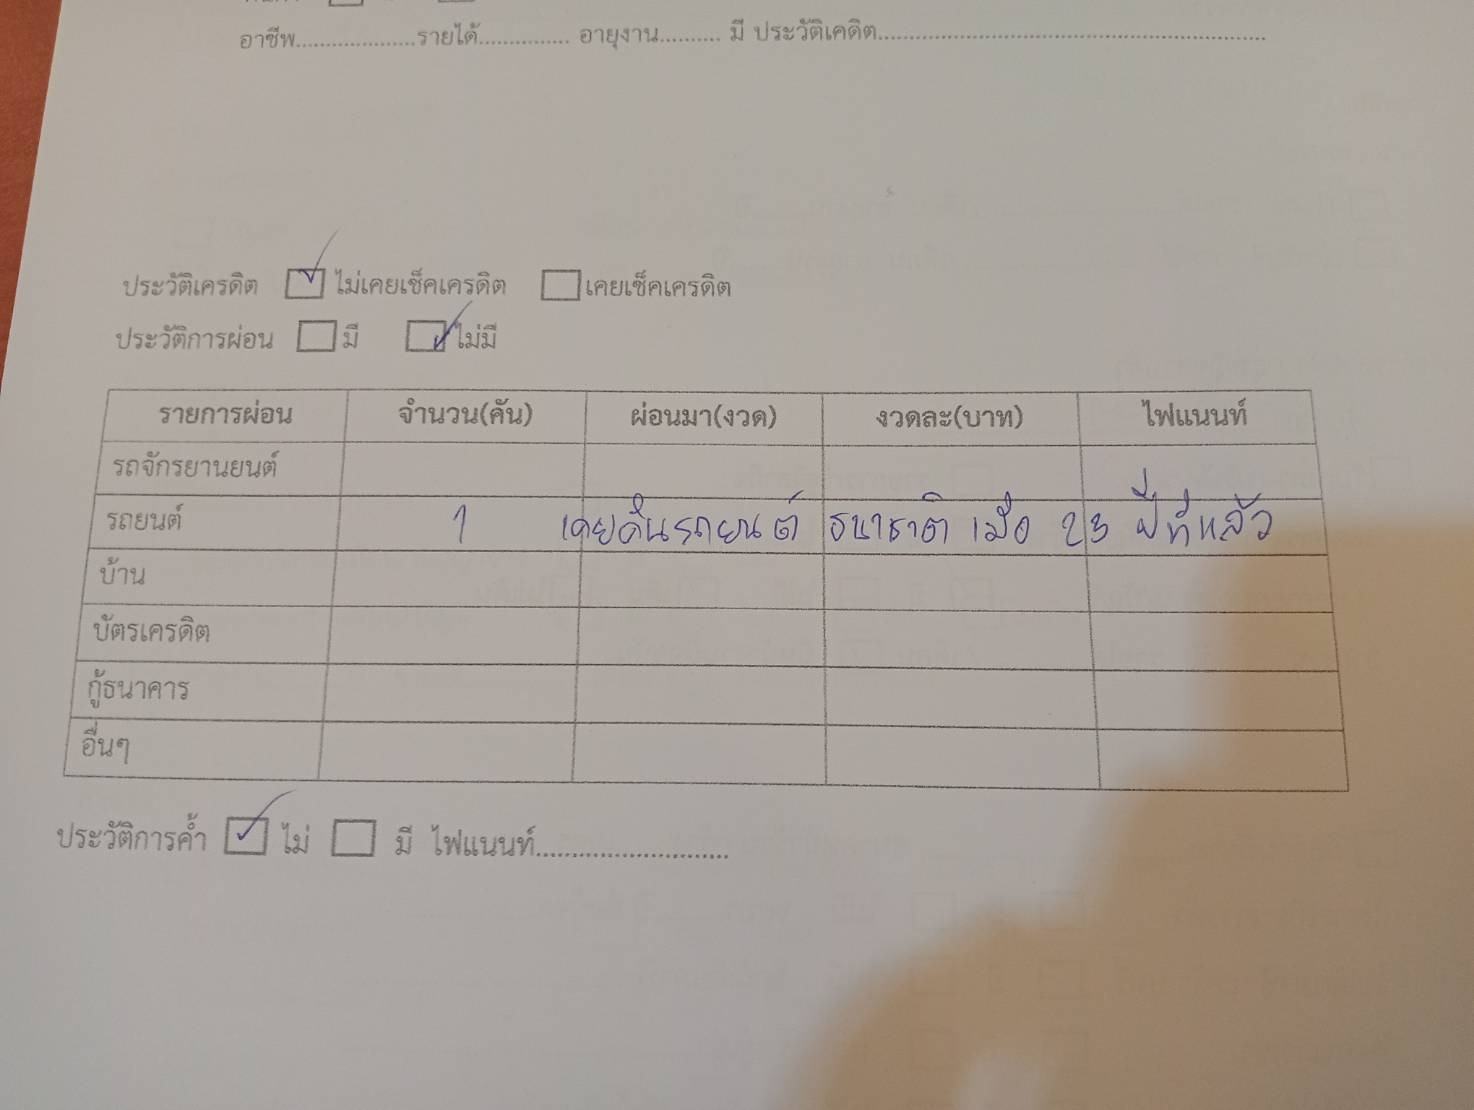 อาชีพ....................รายได้............... อายุงาน.......... มี ประวัติเคดิต.................................................................
ประวัติเครดิต ไม่เคยเช็คเครดิต เคยเช็คเครดิต
ประวัติการผ่อน มี ไม่มี
รายการผ่อน จำนวน(คัน) ผ่อนมา(งวด) งวดละ(บาท) ไฟแนนท์
รถจักรยานยนต์
รถยนต์ 1 เคยคืนรถยนต์ ธนชาติ เมื่อ 23 ปีที่แล้ว
บ้าน
บัตรเครดิต
กู้ธนาคาร
อื่นๆ
ประวัติการค้ำ ไม่ มี ไฟแนนท์................................